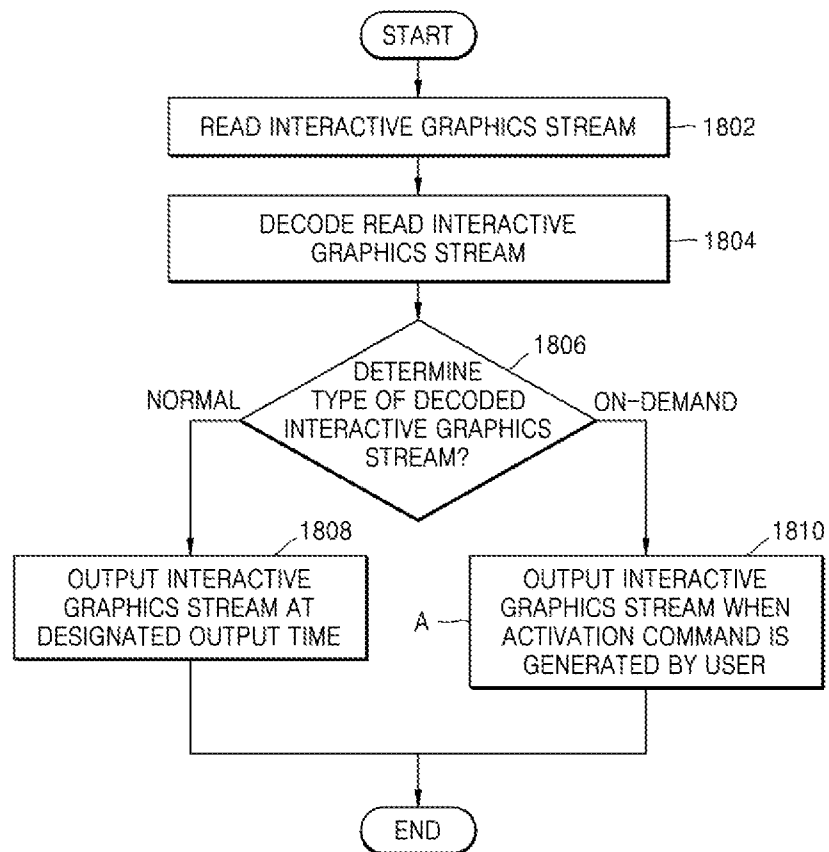 START
READ INTERACTIVE GRAPHICS STREAM
1802
DECODE READ INTERACTIVE
GRAPHICS STREAM
1804
1806
DETERMINE
TYPE OF DECODED
INTERACTIVE GRAPHICS
STREAM?
NORMAL
ON-DEMAND
1808
OUTPUT INTERACTIVE
GRAPHICS STREAM AT
DESIGNATED OUTPUT TIME
1810
A
OUTPUT INTERACTIVE
GRAPHICS STREAM WHEN
ACTIVATION COMMAND IS
GENERATED BY USER
END